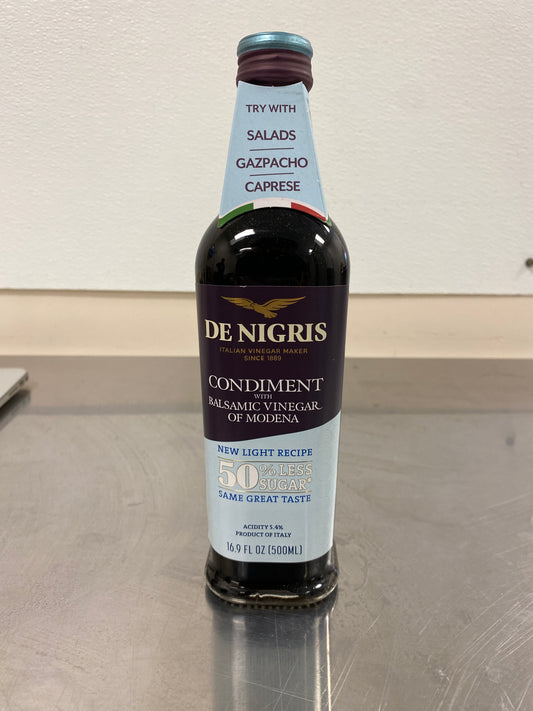 TRY WITH
SALADS
GAZPACHO
CAPRESE
DE NIGRIS
ITALIAN VINEGAR MAKER
SINCE 1889
CONDIMENT
WITH
BALSAMIC VINEGAR
OF MODENA
NEW LIGHT RECIPE
50% LESS
SUGAR*
SAME GREAT TASTE
ACIDITY 5.4%
PRODUCT OF ITALY
16.9 FL OZ (500ML)